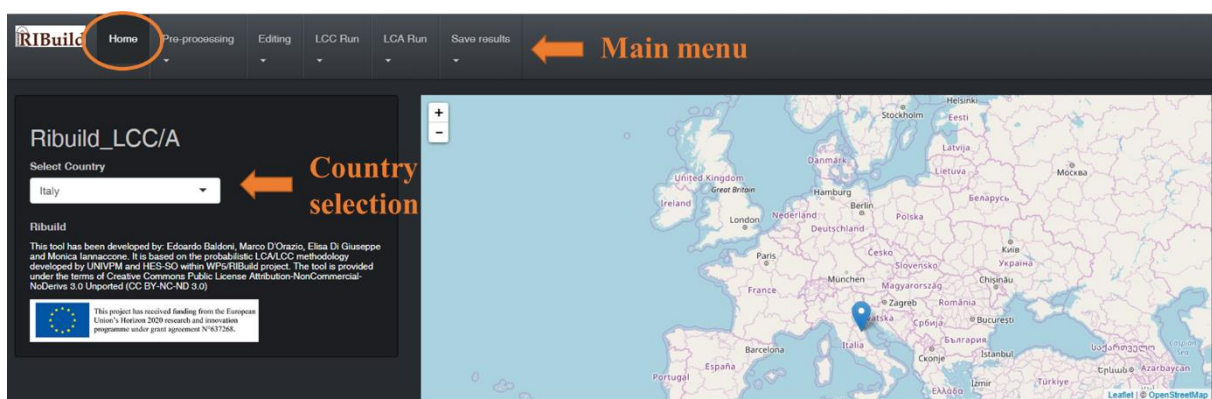 RIBuild
Home
Pre-processing
Editing
LCC Run
LCA Run
Save results
Main menu
Ribuild_LCC/A
Select Country
Italy
Country
selection
Ribuild
This tool has been developed by: Edoardo Baldoni, Marco D'Orazio, Elisa Di Giuseppe
and Monica Iannaccone. It is based on the probabilistic LCA/LCC methodology
developed by UNIVPM and HES-SO within WP5/RIBuild project. The tool is provided
under the terms of Creative Commons Public License Attribution-NonCommercial-
NoDerivs 3.0 Unported (CC BY-NC-ND 3.0)
This project has received funding from the European
Union's Horizon 2020 research and innovation
programme under grant agreement N°637268.
+
−
Helsinki
Stockholm
Eesti
Latvija
Danmark
Lietuva
Москва
United Kingdom
Great Britain
Ireland
Hamburg
Беларусь
Berlin
London
Nederland
Polska
Deutschland
Paris
Česko
Київ
Slovensko
Україна
München
Magyarország
Chișinău
France
Zagreb
România
Србија
București
Barcelona
Italia
България
Скопје
Istanbul
საქართველო
Caspian
Sea
España
Portugal
Ελλάδα
İzmir
Türkiye
Azərbaycan
Leaflet | © OpenStreetMap